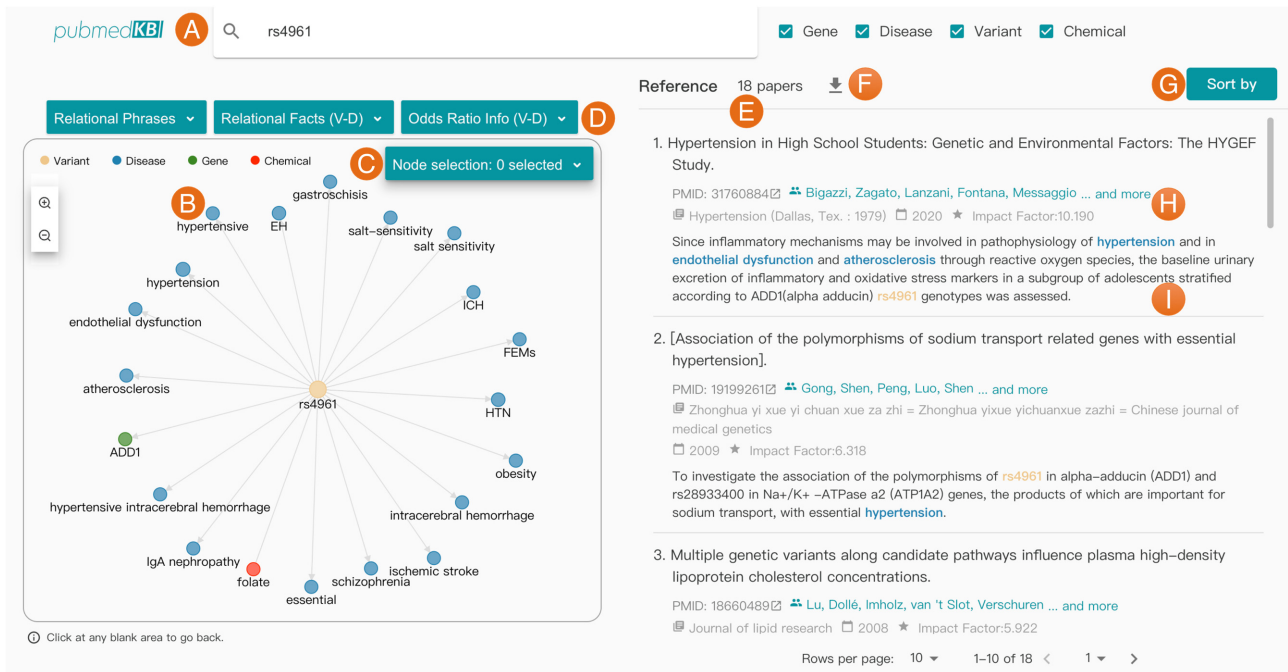 pubmedKB A rs4961 Gene Disease Variant Chemical
Reference 18 papers F G Sort by
E
Relational Phrases Relational Facts (V-D) Odds Ratio Info (V-D) D
Variant Disease Gene Chemical
C Node selection: 0 selected
gastroschisis
B
hypertensive
EH
salt-sensitivity
salt sensitivity
hypertension
ICH
endothelial dysfunction
FEMs
atherosclerosis
rs4961
HTN
ADD1
obesity
hypertensive intracerebral hemorrhage
intracerebral hemorrhage
IgA nephropathy
folate
essential
schizophrenia
ischemic stroke
Click at any blank area to go back.
1. Hypertension in High School Students: Genetic and Environmental Factors: The HYGEF
Study.
PMID: 31760884 Bigazzi, Zagato, Lanzani, Fontana, Messaggio ... and more
H
Hypertension (Dallas, Tex. : 1979) 2020 Impact Factor:10.190
Since inflammatory mechanisms may be involved in pathophysiology of hypertension and in
endothelial dysfunction and atherosclerosis through reactive oxygen species, the baseline urinary
excretion of inflammatory and oxidative stress markers in a subgroup of adolescents stratified
according to ADD1(alpha adducin) rs4961 genotypes was assessed.
I
2. [Association of the polymorphisms of sodium transport related genes with essential
hypertension].
PMID: 19199261 Gong, Shen, Peng, Luo, Shen ... and more
Zhonghua yi xue yi chuan xue za zhi = Zhonghua yixue yichuanxue zazhi = Chinese journal of
medical genetics
2009 Impact Factor:6.318
To investigate the association of the polymorphisms of rs4961 in alpha-adducin (ADD1) and
rs28933400 in Na+/K+ -ATPase a2 (ATP1A2) genes, the products of which are important for
sodium transport, with essential hypertension.
3. Multiple genetic variants along candidate pathways influence plasma high-density
lipoprotein cholesterol concentrations.
PMID: 18660489 Lu, Dollé, Imholz, van 't Slot, Verschuren ... and more
Journal of lipid research 2008 Impact Factor:5.922
Rows per page: 10 1-10 of 18 1